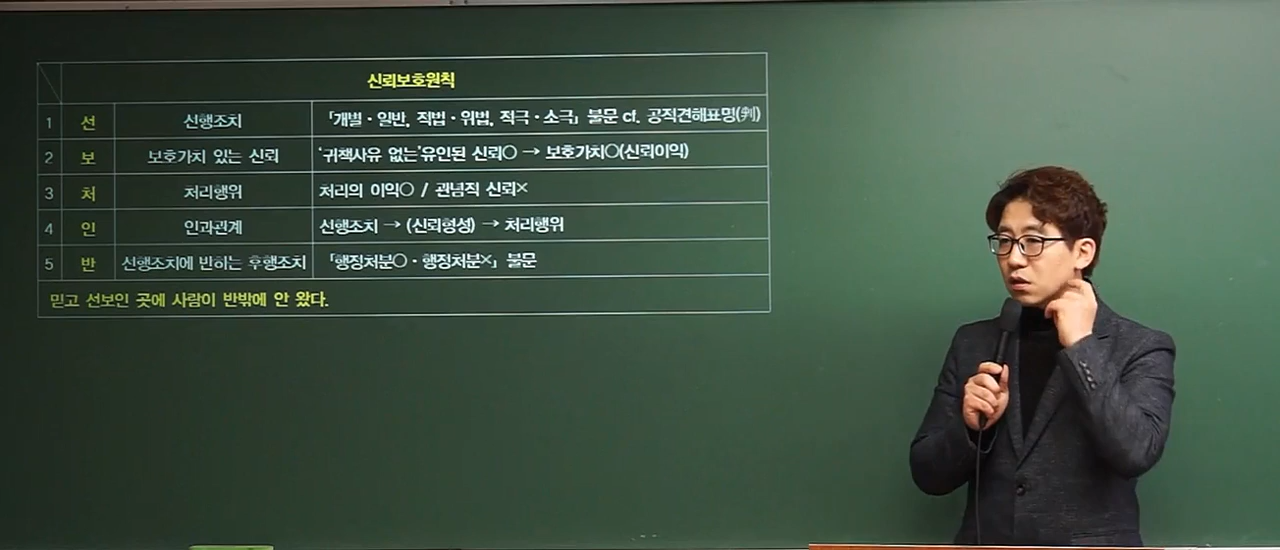 신뢰보호원칙
1 선 선행조치 「개별·일반, 적법·위법, 적극·소극」 불문 cf. 공적견해표명(判)
2 보 보호가치 있는 신뢰 '귀책사유 없는'유인된 신뢰○ → 보호가치○(신뢰이익)
3 처 처리행위 처리의 이익○ / 관념적 신뢰×
4 인 인과관계 선행조치 → (신뢰형성) → 처리행위
5 반 선행조치에 반하는 후행조치 「행정처분○·행정처분×」 불문
믿고 선보인 곳에 사람이 반밖에 안 왔다.